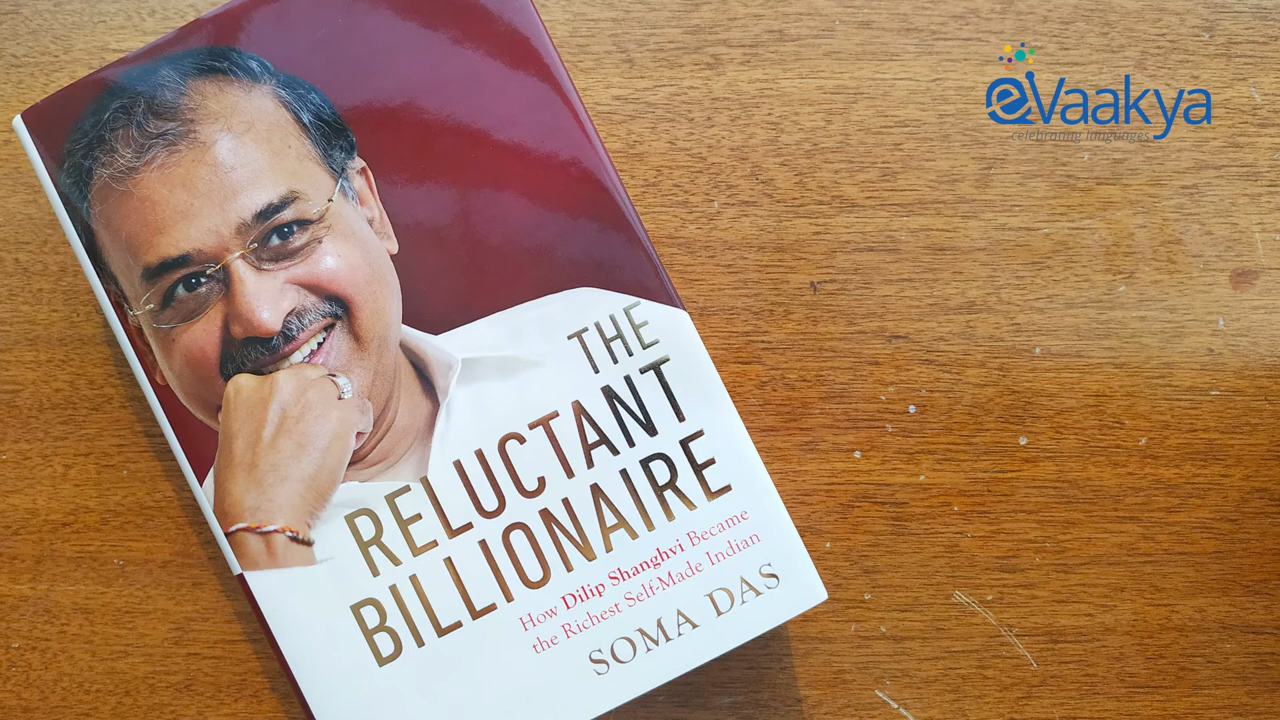 THE
RELUCTANT
BILLIONAIRE
How Dilip Shanghvi Became
the Richest Self-Made Indian
SOMA DAS
eVaakya
celebrating languages